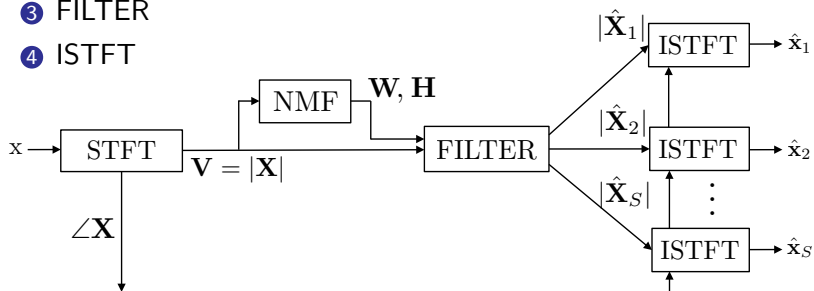 3 FILTER
4 ISTFT
|X̂₁|
ISTFT
x̂₁
NMF
W, H
|X̂₂|
x
STFT
V = |X|
FILTER
ISTFT
x̂₂
|X̂_S|
⋮
∠X
ISTFT
x̂_S